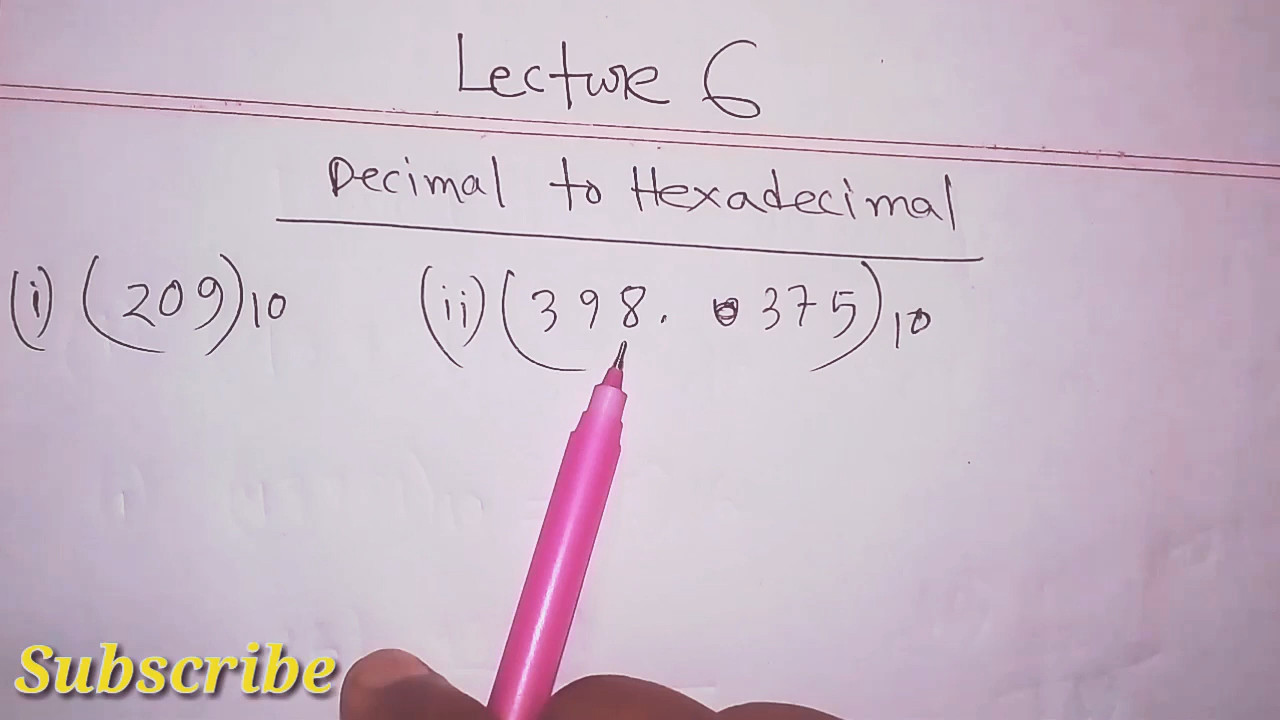 Lecture 6
Decimal to Hexadecimal
(i) (209)10 (ii) (398. 375)10
Subscribe